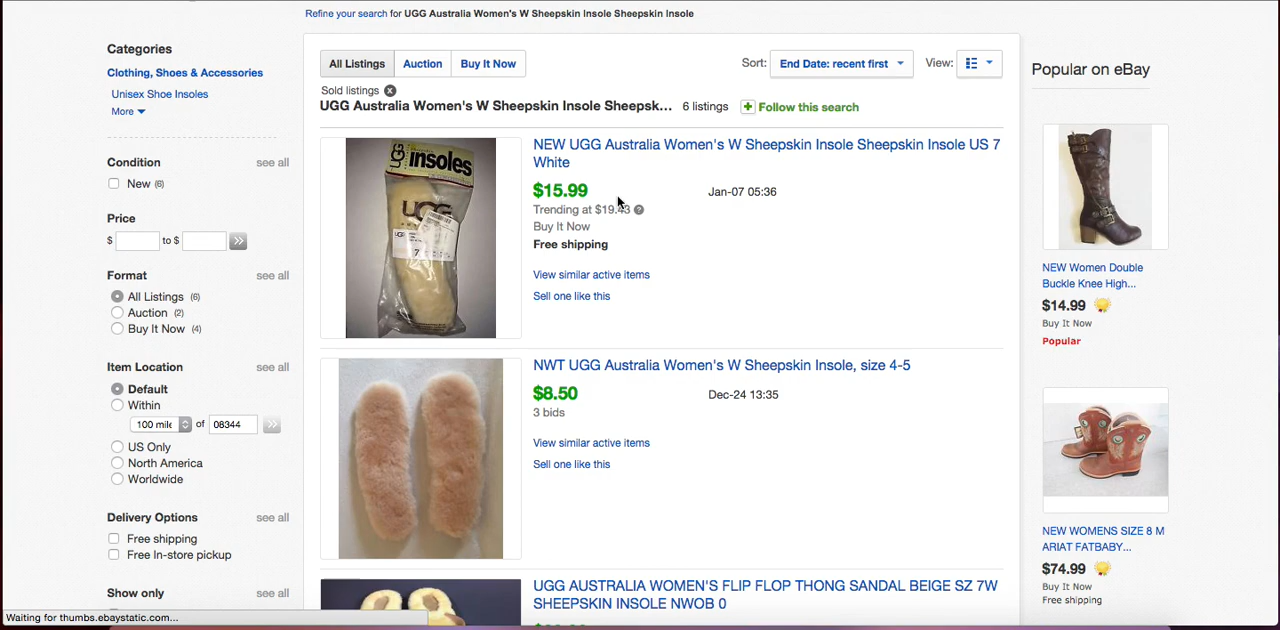 Refine your search for UGG Australia Women's W Sheepskin Insole Sheepskin Insole
Categories
Clothing, Shoes & Accessories
Unisex Shoe Insoles
More
Condition
see all
New (6)
Price
see all
$ to $
Format
see all
All Listings (6)
Auction (2)
Buy It Now (4)
Item Location
see all
Default
Within
100 mile of 08344
US Only
North America
Worldwide
Delivery Options
see all
Free shipping
Free In-store pickup
Show only
see all
All Listings
Auction
Buy It Now
Sort: End Date: recent first
View:
Sold listings
UGG Australia Women's W Sheepskin Insole Sheepsk... 6 listings
Follow this search
NEW UGG Australia Women's W Sheepskin Insole Sheepskin Insole US 7
White
$15.99
Jan-07 05:36
Trending at $19.43
Buy It Now
Free shipping
View similar active items
Sell one like this
UGG
insoles
UGG
7
NWT UGG Australia Women's W Sheepskin Insole, size 4-5
$8.50
Dec-24 13:35
3 bids
View similar active items
Sell one like this
UGG AUSTRALIA WOMEN'S FLIP FLOP THONG SANDAL BEIGE SZ 7W
SHEEPSKIN INSOLE NWOB 0
Popular on eBay
NEW Women Double
Buckle Knee High...
$14.99
Buy It Now
Popular
NEW WOMENS SIZE 8 M
ARIAT FATBABY...
$74.99
Buy It Now
Free shipping
Waiting for thumbs.ebaystatic.com...